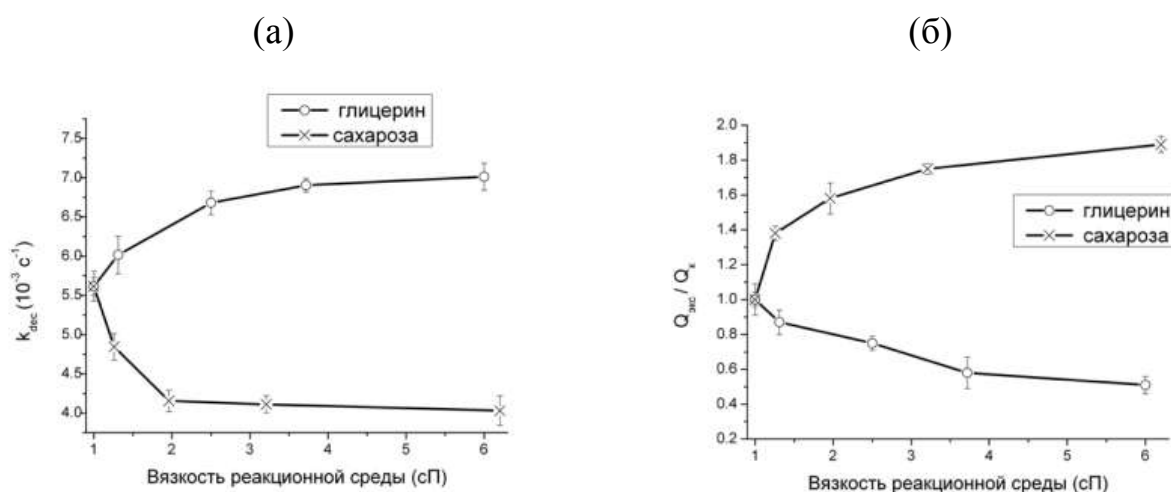 (а)
(б)
глицерин
сахароза
7.5
7.0
6.5
6.0
5.5
5.0
4.5
4.0
k_dec (10⁻³ c⁻¹)
1 2 3 4 5 6
Вязкость реакционной среды (сП)
2.0
1.8
1.6
1.4
1.2
1.0
0.8
0.6
0.4
0.2
Q_экс / Q_к
глицерин
сахароза
1 2 3 4 5 6
Вязкость реакционной среды (сП)